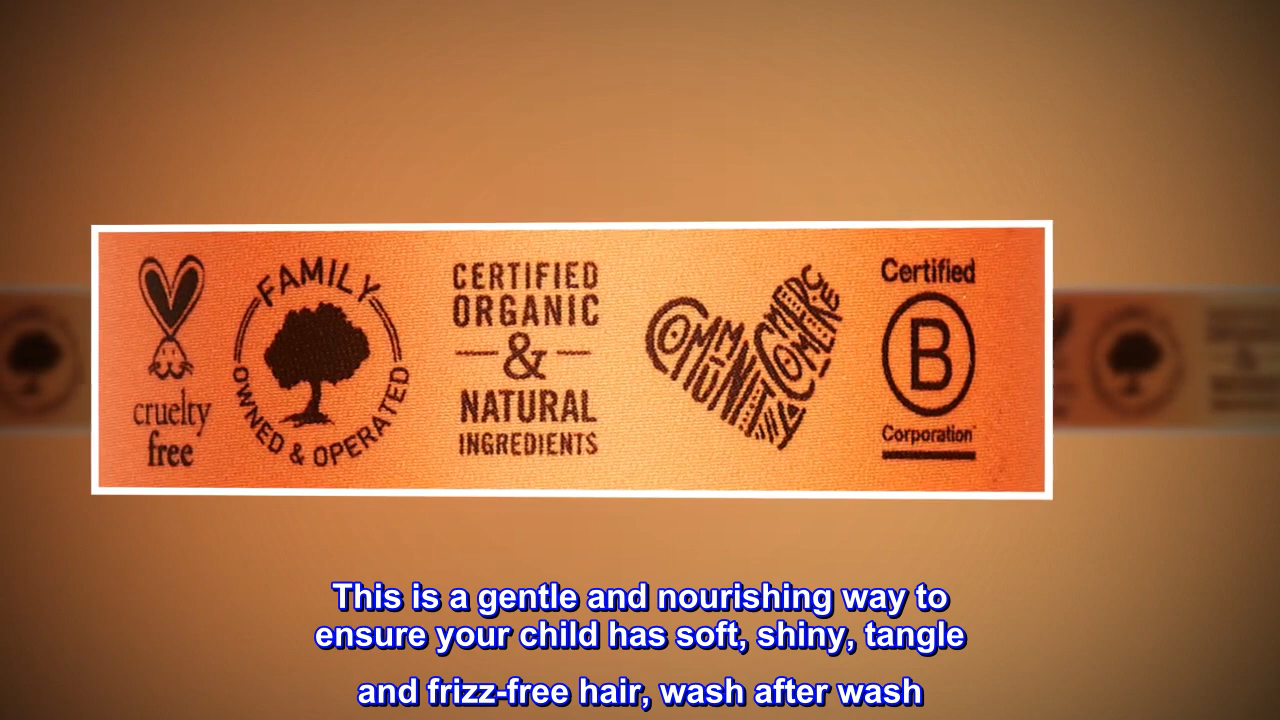 cruelty
free
FAMILY
OWNED & OPERATED
CERTIFIED
ORGANIC
&
NATURAL
INGREDIENTS
COMMUNITY
COMMERCE
Certified
B
Corporation
This is a gentle and nourishing way to
ensure your child has soft, shiny, tangle
and frizz-free hair, wash after wash